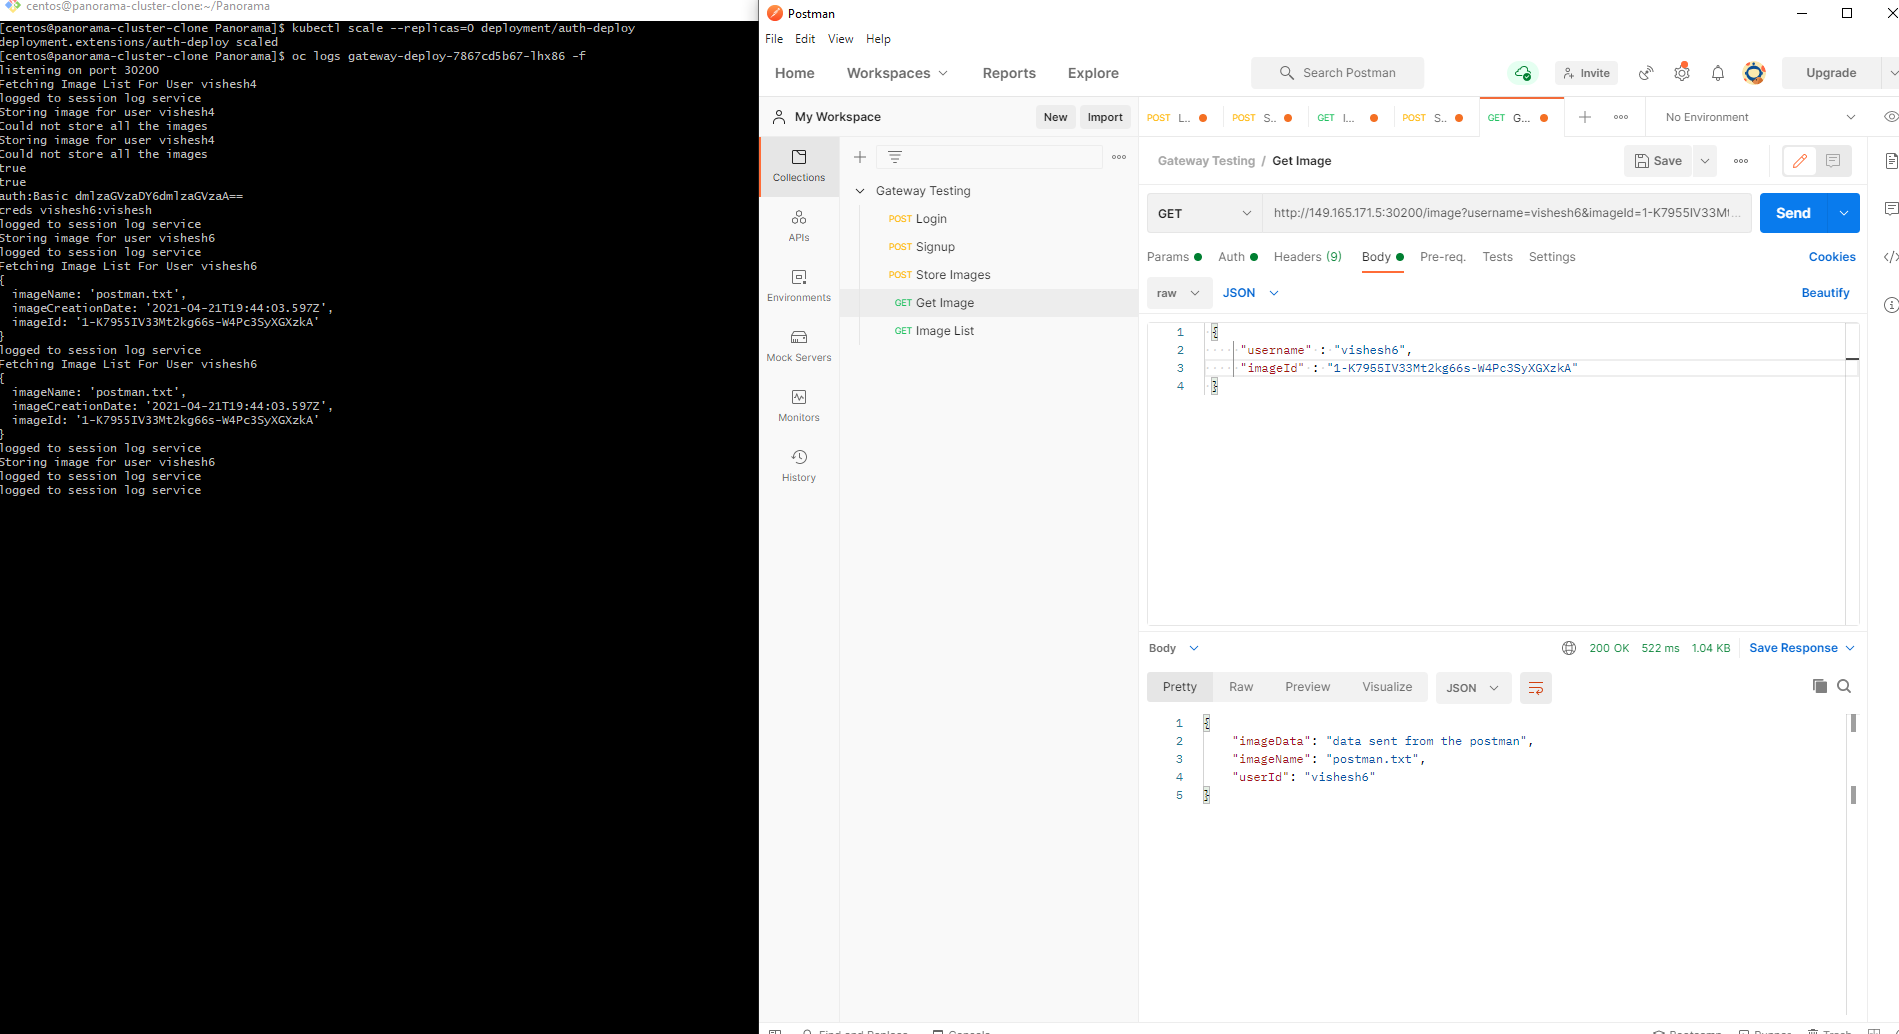 centos@panorama-cluster-clone:~/Panorama
[centos@panorama-cluster-clone Panorama]$ kubectl scale --replicas=0 deployment/auth-deploy
deployment.extensions/auth-deploy scaled
[centos@panorama-cluster-clone Panorama]$ oc logs gateway-deploy-7867cd5b67-lhx86 -f
listening on port 30200
Fetching Image List For User vishesh4
logged to session log service
Storing image for user vishesh4
Could not store all the images
Storing image for user vishesh4
Could not store all the images
true
true
auth:Basic dmlzaGVzaDY6dmlzaGVzaA==
creds vishesh6:vishesh
logged to session log service
Storing image for user vishesh6
logged to session log service
Fetching Image List For User vishesh6
{
imageName: 'postman.txt',
imageCreationDate: '2021-04-21T19:44:03.597Z',
imageId: '1-K7955IV33Mt2kg66s-W4Pc3SyXGXzkA'
}
logged to session log service
Fetching Image List For User vishesh6
{
imageName: 'postman.txt',
imageCreationDate: '2021-04-21T19:44:03.597Z',
imageId: '1-K7955IV33Mt2kg66s-W4Pc3SyXGXzkA'
}
logged to session log service
Storing image for user vishesh6
logged to session log service
logged to session log service
Postman
File Edit View Help
Home Workspaces Reports Explore Search Postman Invite Upgrade
My Workspace New Import
POST L.. POST S.. GET I... POST S.. GET G... No Environment
Collections
APIs
Environments
Mock Servers
Monitors
History
Gateway Testing
POST Login
POST Signup
POST Store Images
GET Get Image
GET Image List
Gateway Testing / Get Image Save
GET http://149.165.171.5:30200/image?username=vishesh6&imageId=1-K7955IV33Mt... Send
Params Auth Headers (9) Body Pre-req. Tests Settings Cookies
raw JSON Beautify
1 {
2 "username" : "vishesh6",
3 "imageId" : "1-K7955IV33Mt2kg66s-W4Pc3SyXGXzkA"
4 }
Body 200 OK 522 ms 1.04 KB Save Response
Pretty Raw Preview Visualize JSON
1 {
2 "imageData": "data sent from the postman",
3 "imageName": "postman.txt",
4 "userId": "vishesh6"
5 }
Find and Replace Console Bootcamp Runner Trash